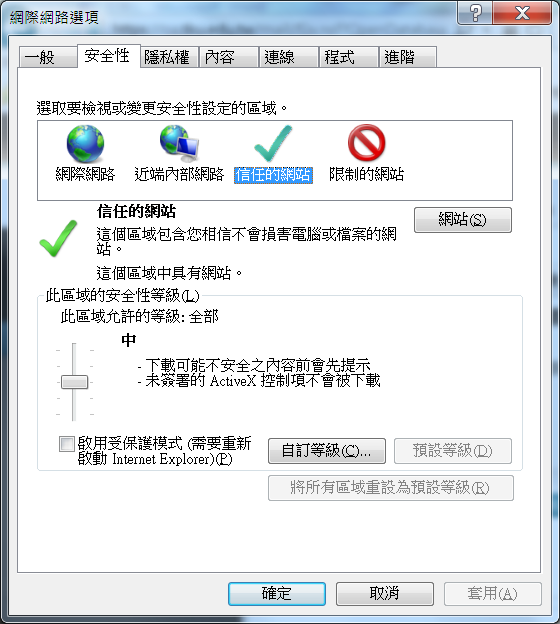 網際網路選項
一般 安全性 隱私權 內容 連線 程式 進階
選取要檢視或變更安全性設定的區域。
網際網路 近端內部網路 信任的網站 限制的網站
信任的網站
網站(S)
這個區域包含您相信不會損害電腦或檔案的網
站。
這個區域中具有網站。
此區域的安全性等級(L)
此區域允許的等級: 全部
中
- 下載可能不安全之內容前會先提示
- 未簽署的 ActiveX 控制項不會被下載
啟用受保護模式 (需要重新
啟動 Internet Explorer)(P)
自訂等級(C)... 預設等級(D)
將所有區域重設為預設等級(R)
確定 取消 套用(A)